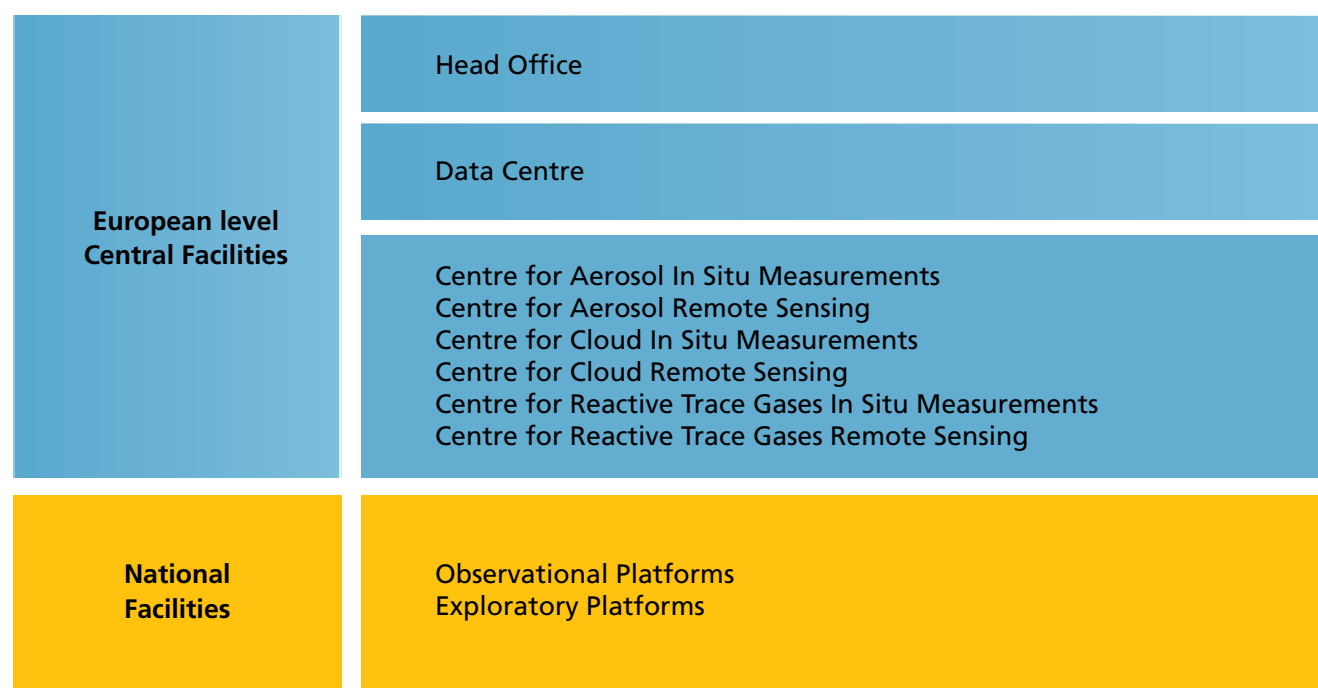 European level
Central Facilities
Head Office
Data Centre
Centre for Aerosol In Situ Measurements
Centre for Aerosol Remote Sensing
Centre for Cloud In Situ Measurements
Centre for Cloud Remote Sensing
Centre for Reactive Trace Gases In Situ Measurements
Centre for Reactive Trace Gases Remote Sensing
National
Facilities
Observational Platforms
Exploratory Platforms